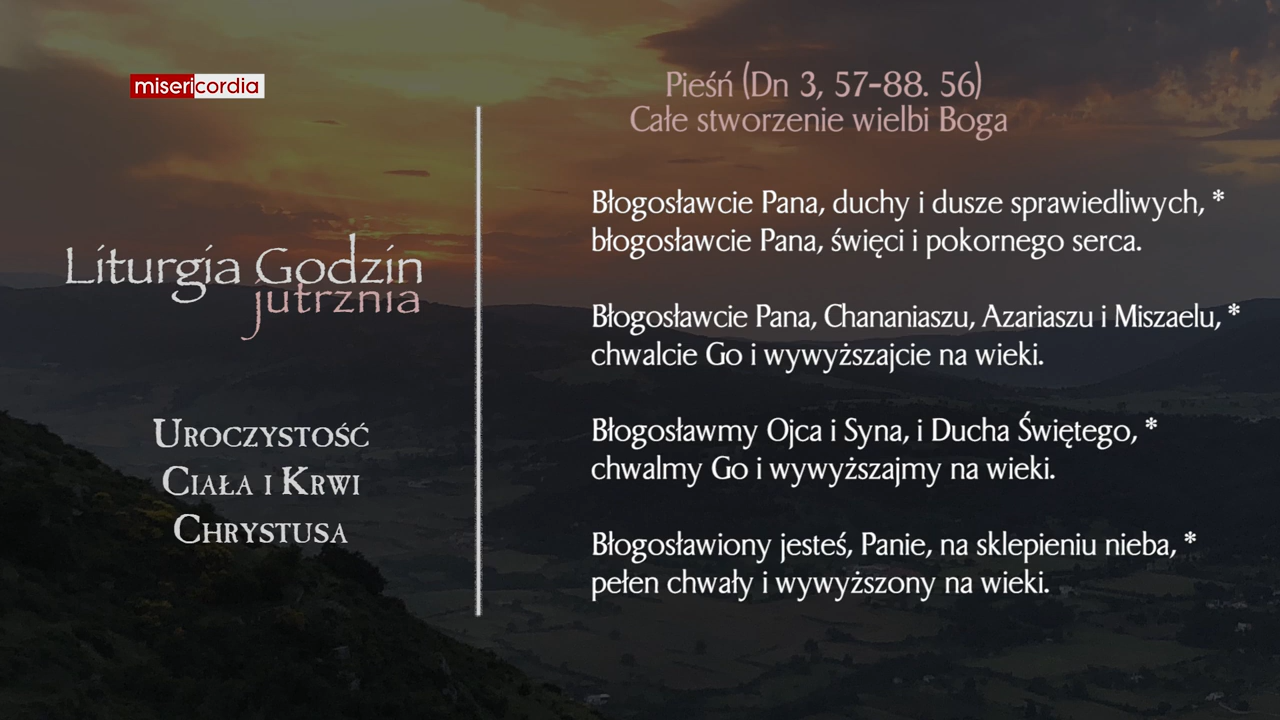 misericordia
Liturgia Godzin
jutrznia
Uroczystość
Ciała i Krwi
Chrystusa
Pieśń (Dn 3, 57-88. 56)
Całe stworzenie wielbi Boga
Błogosławcie Pana, duchy i dusze sprawiedliwych, *
błogosławcie Pana, święci i pokornego serca.
Błogosławcie Pana, Chananiaszu, Azariaszu i Miszaelu, *
chwalcie Go i wywyższajcie na wieki.
Błogosławmy Ojca i Syna, i Ducha Świętego, *
chwalmy Go i wywyższajmy na wieki.
Błogosławiony jesteś, Panie, na sklepieniu nieba, *
pełen chwały i wywyższony na wieki.